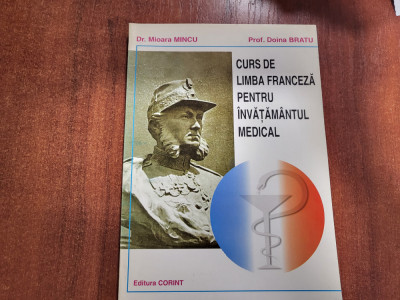 Dr. Mioara MINCU Prof. Doina BRATU
CURS DE
LIMBA FRANCEZĂ
PENTRU
ÎNVĂȚĂMÂNTUL
MEDICAL
Editura CORINT